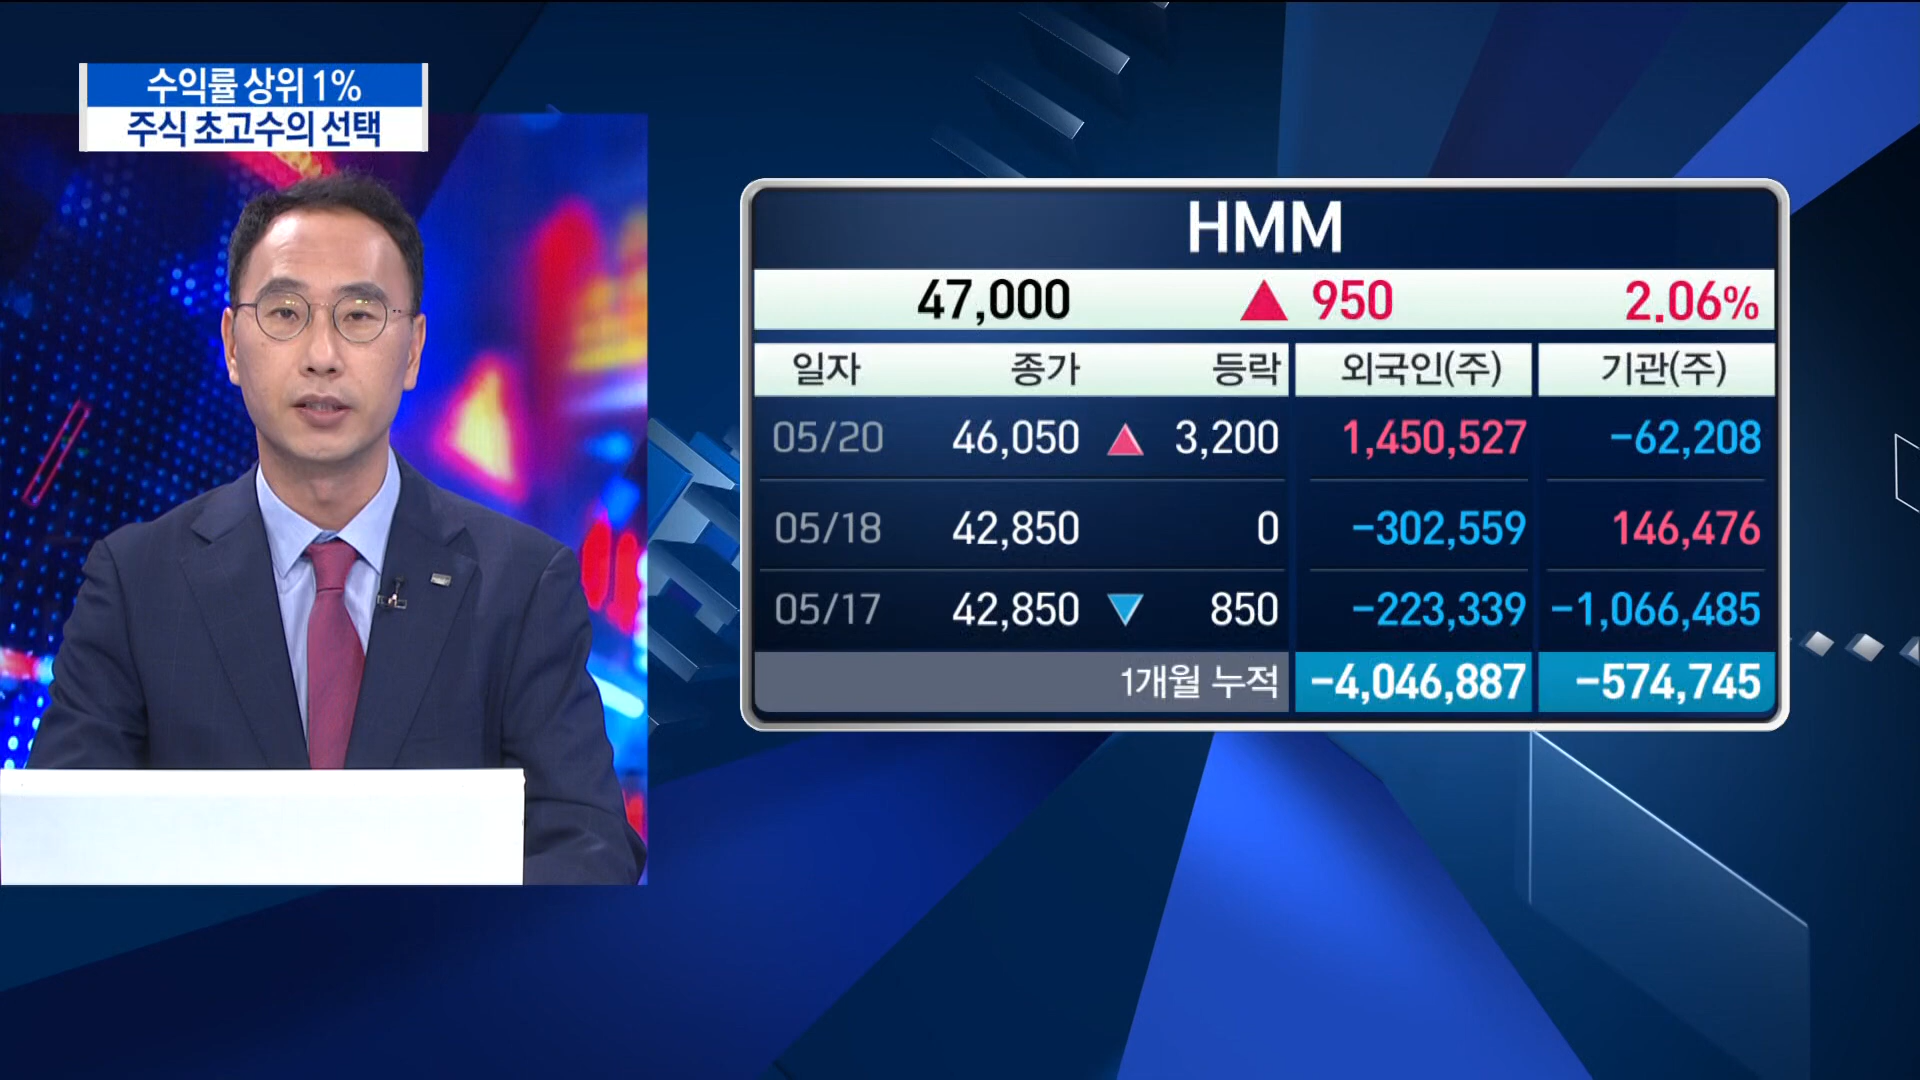 수익률 상위 1%
주식 초고수의 선택
HMM
47,000 ▲ 950 2.06%
일자 종가 등락 외국인(주) 기관(주)
05/20 46,050 ▲ 3,200 1,450,527 -62,208
05/18 42,850 0 -302,559 146,476
05/17 42,850 ▼ 850 -223,339 -1,066,485
1개월 누적 -4,046,887 -574,745